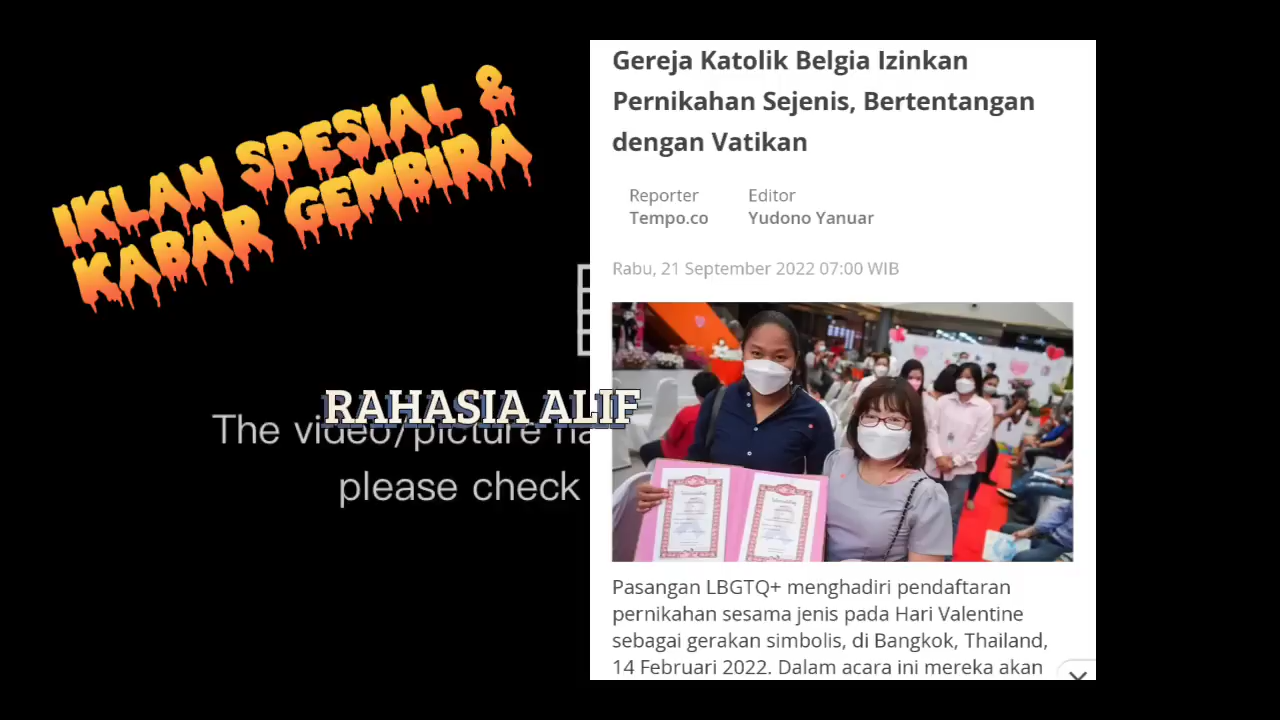 IKLAN SPESIAL &
KABAR GEMBIRA
RAHASIA ALIF
The video/picture ha
please check
Gereja Katolik Belgia Izinkan
Pernikahan Sejenis, Bertentangan
dengan Vatikan
Reporter Editor
Tempo.co Yudono Yanuar
Rabu, 21 September 2022 07:00 WIB
Pasangan LBGTQ+ menghadiri pendaftaran
pernikahan sesama jenis pada Hari Valentine
sebagai gerakan simbolis, di Bangkok, Thailand,
14 Februari 2022. Dalam acara ini mereka akan